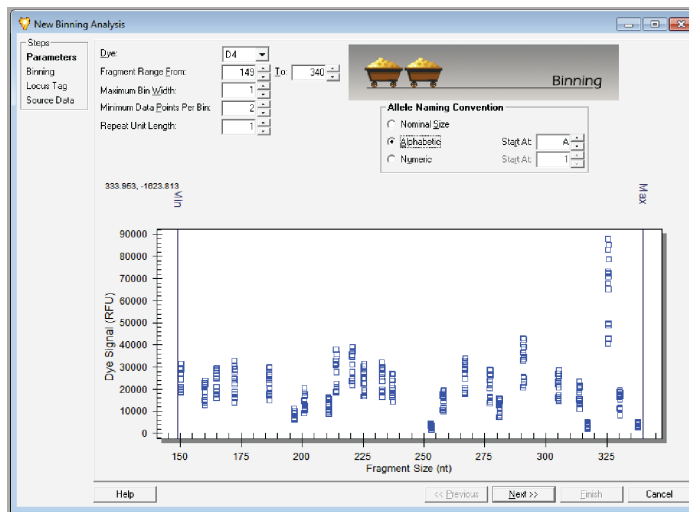 New Binning Analysis
Steps
Parameters
Binning
Locus Tag
Source Data
Dye: D4
Fragment Range From: 149 To: 340
Maximum Bin Width: 1
Minimum Data Points Per Bin: 2
Repeat Unit Length: 1
Binning
Allele Naming Convention
Nominal Size
Alphabetic Start At: A
Numeric Start At: 1
333.953, -1623.813
Min
Max
90000
80000
70000
60000
50000
40000
30000
20000
10000
0
Dye Signal (RFU)
150 175 200 225 250 275 300 325
Fragment Size (nt)
Help << Previous Next >> Finish Cancel